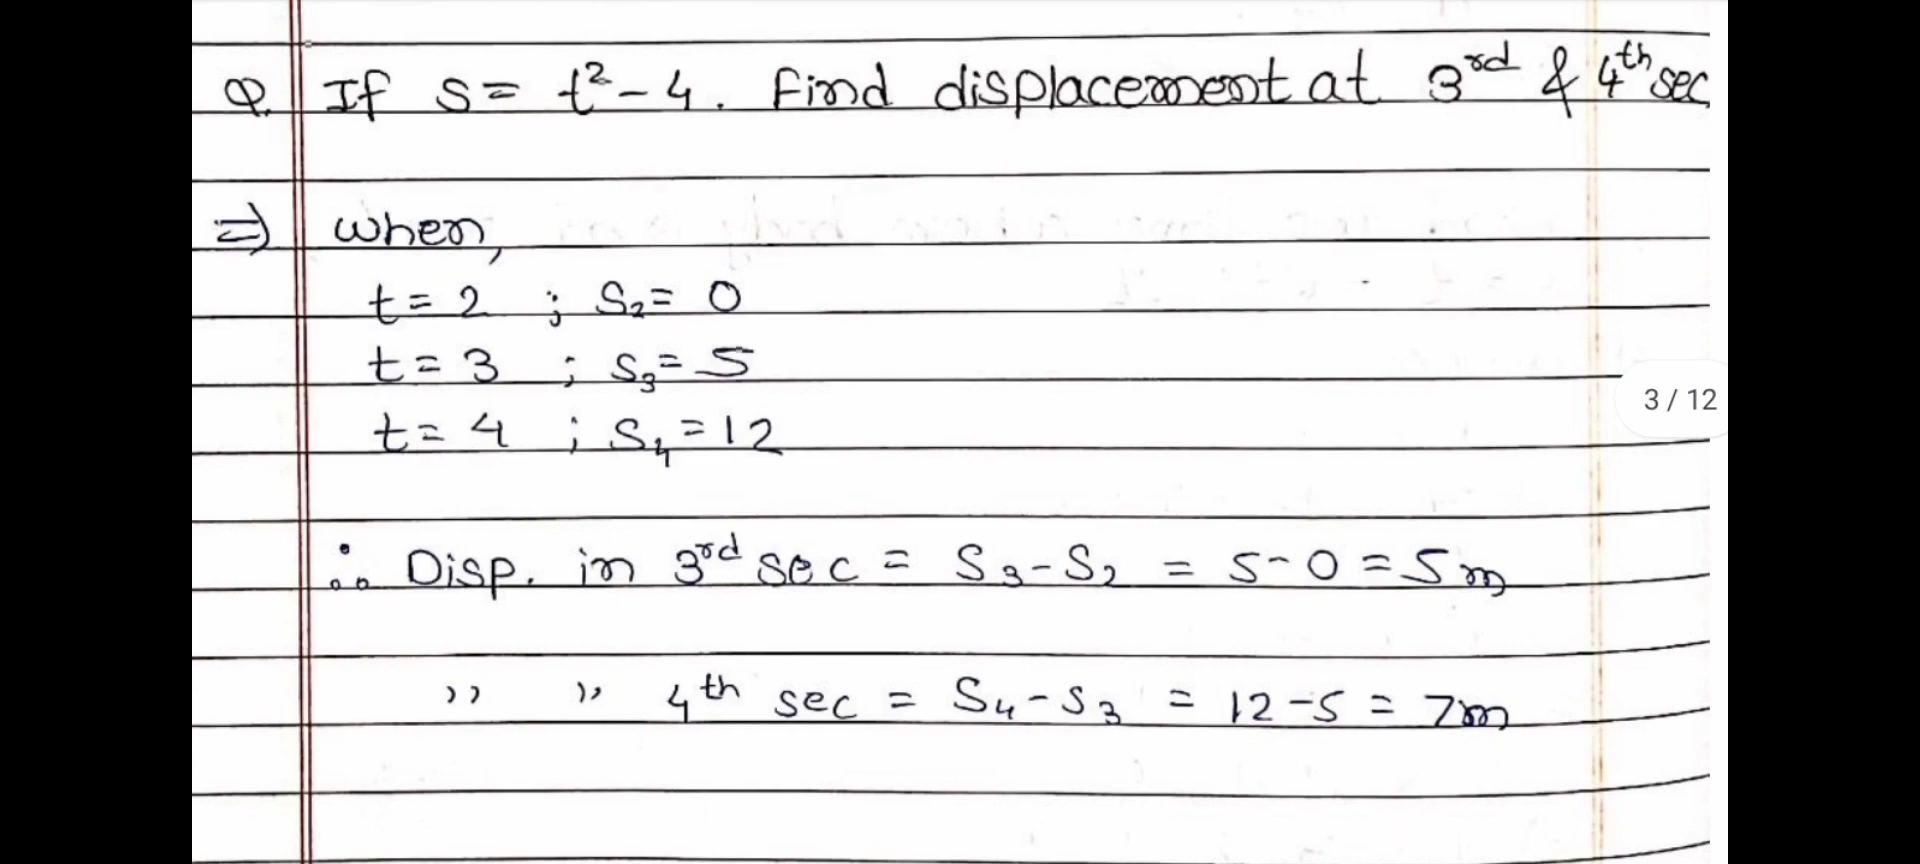 Q. If s = t² - 4. Find displacement at 3rd & 4th sec
⇒ when,
t = 2 ; S₂ = 0
t = 3 ; S₃ = 5
t = 4 ; S₄ = 12
3 / 12
∴ Disp. in 3rd sec = S₃ - S₂ = 5 - 0 = 5m
,, ,, 4th sec = S₄ - S₃ = 12 - 5 = 7m